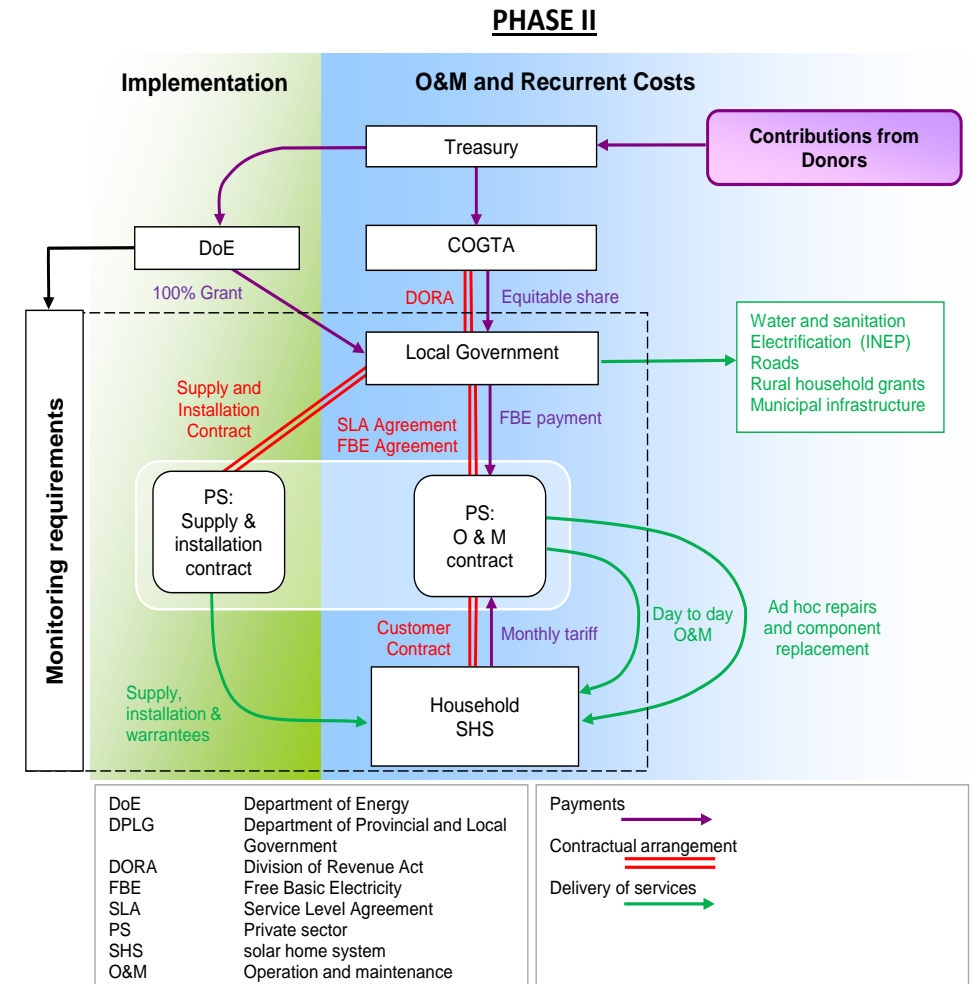 PHASE II
Implementation
O&M and Recurrent Costs
Treasury
Contributions from
Donors
DoE
COGTA
100% Grant
DORA
Equitable share
Local Government
Water and sanitation
Electrification (INEP)
Roads
Rural household grants
Municipal infrastructure
Supply and
Installation
Contract
SLA Agreement
FBE Agreement
FBE payment
Monitoring requirements
PS:
Supply &
installation
contract
PS:
O & M
contract
Customer
Contract
Monthly tariff
Day to day
O&M
Ad hoc repairs
and component
replacement
Supply,
installation &
warrantees
Household
SHS
DoE Department of Energy
DPLG Department of Provincial and Local
Government
DORA Division of Revenue Act
FBE Free Basic Electricity
SLA Service Level Agreement
PS Private sector
SHS solar home system
O&M Operation and maintenance
Payments
Contractual arrangement
Delivery of services